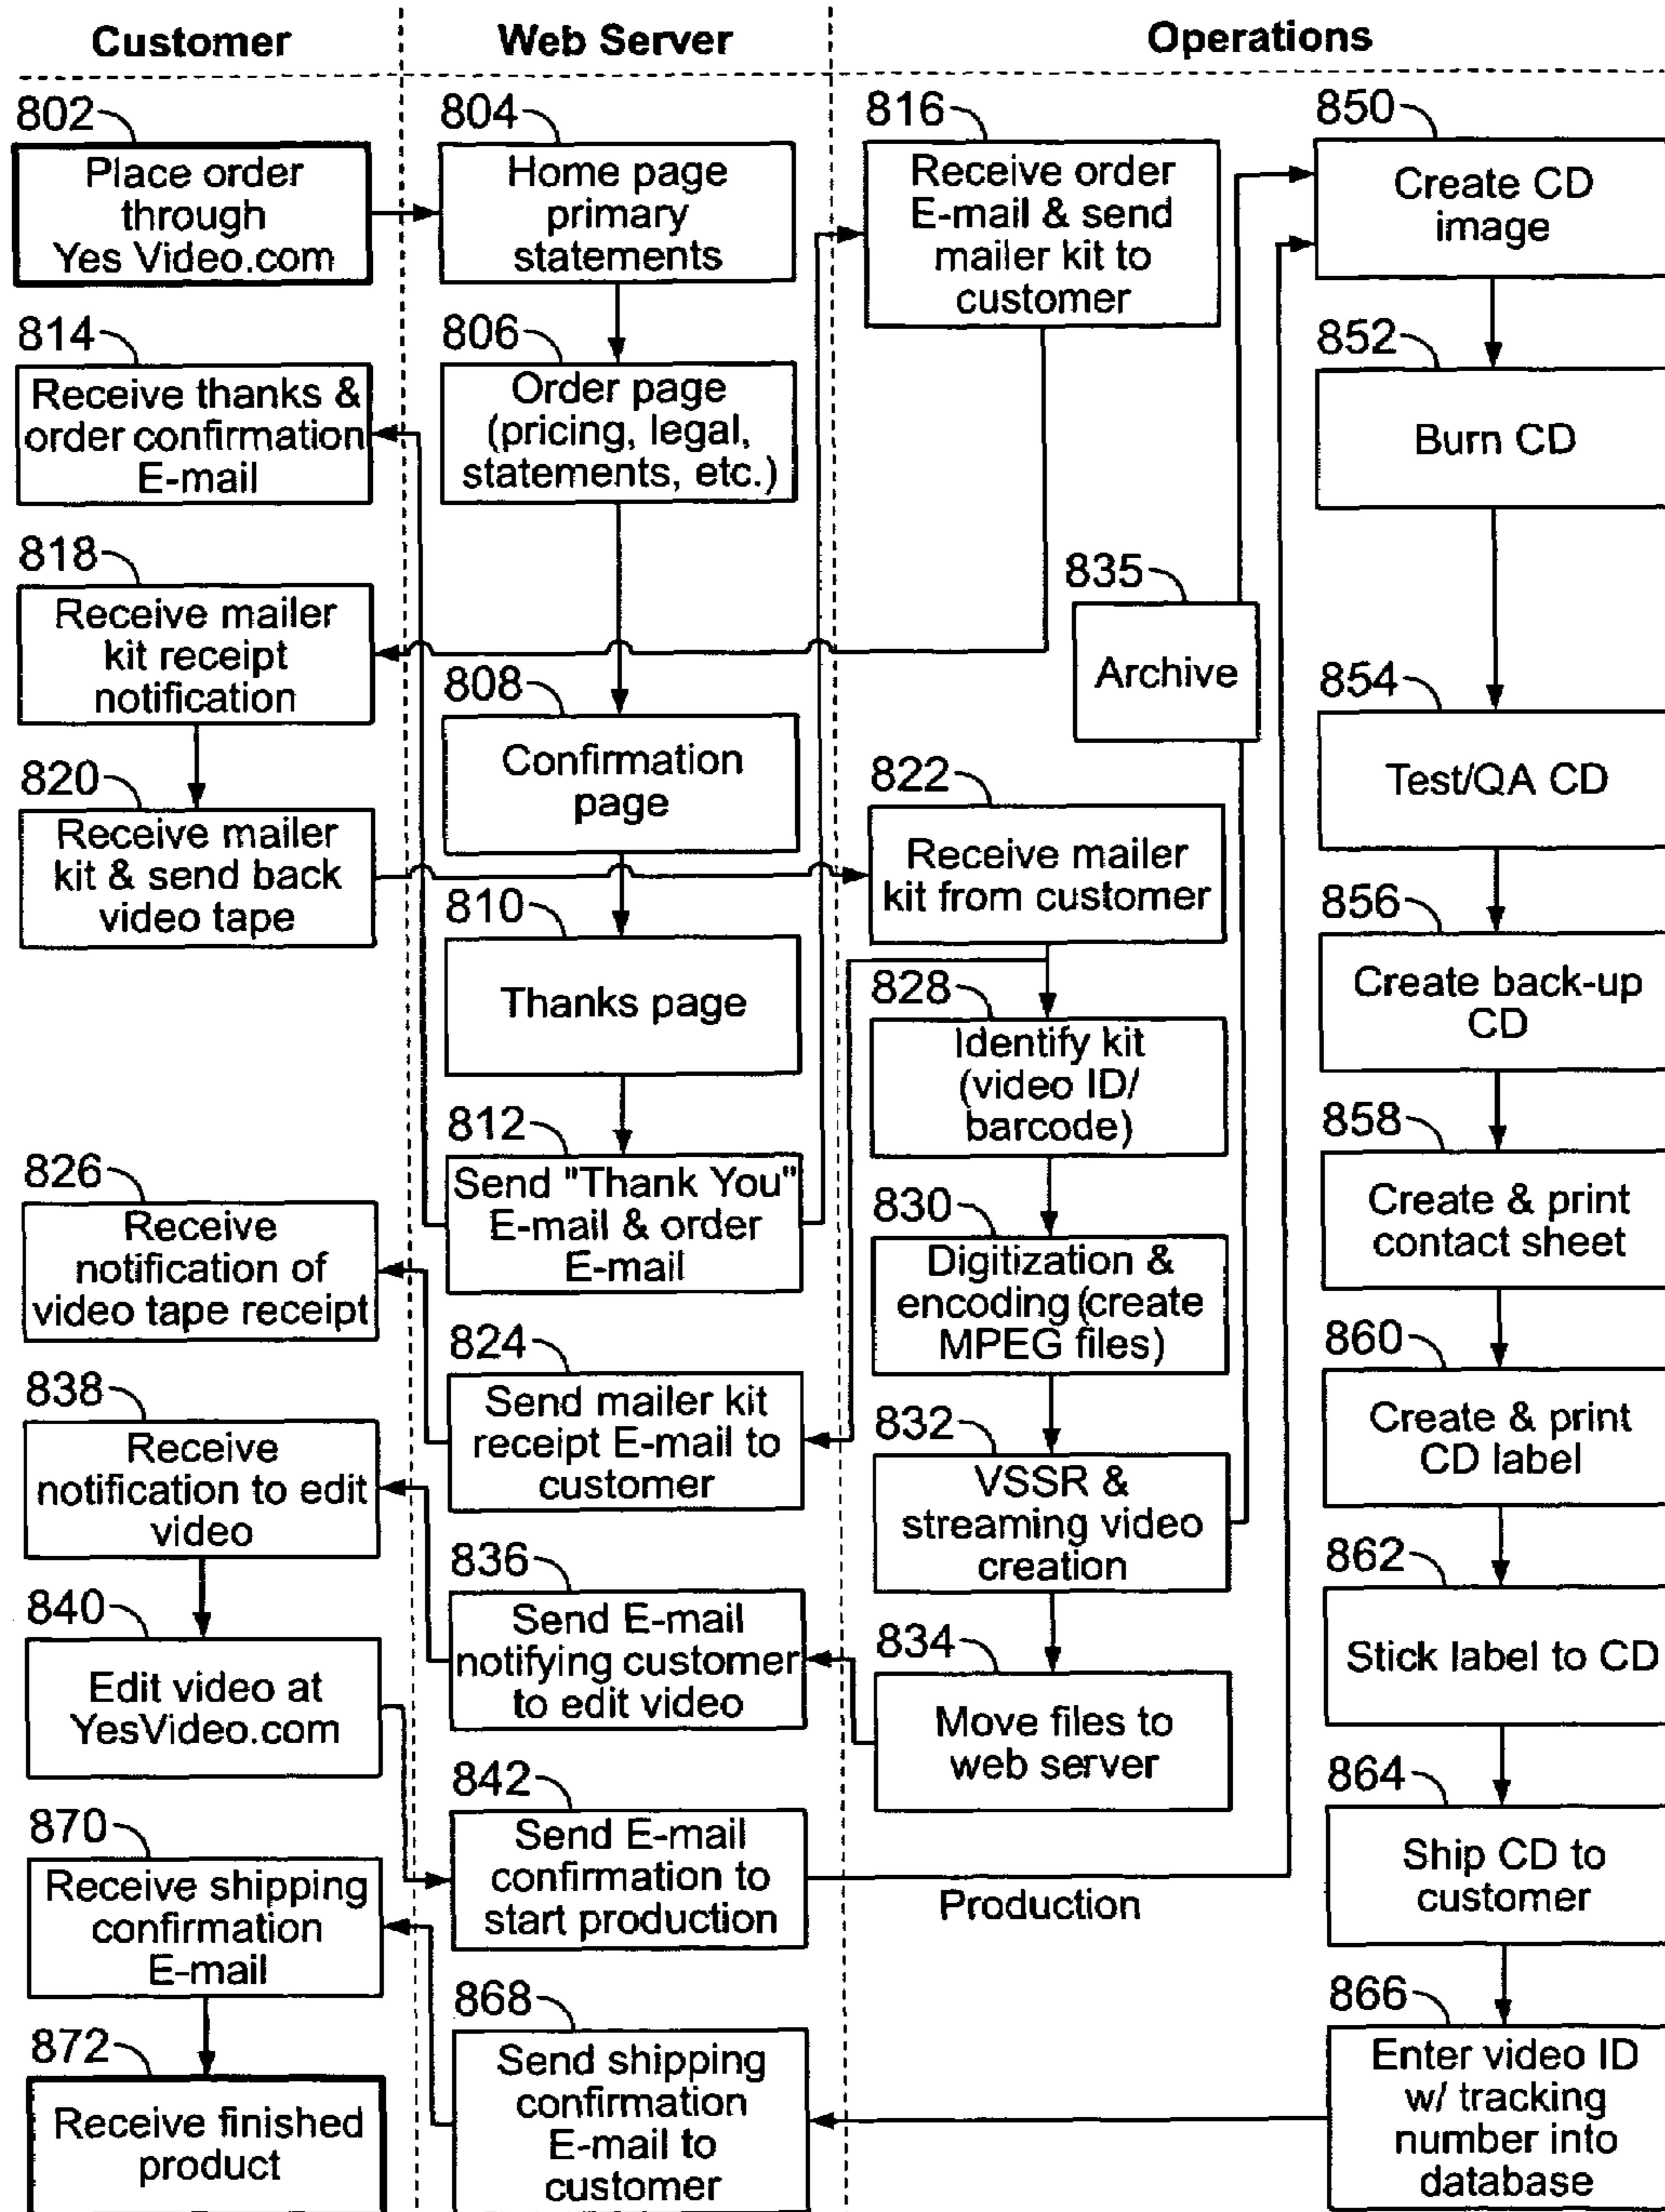 Customer
Web Server
Operations
802
Place order
through
Yes Video.com
814
Receive thanks &
order confirmation
E-mail
818
Receive mailer
kit receipt
notification
820
Receive mailer
kit & send back
video tape
826
Receive
notification of
video tape receipt
838
Receive
notification to edit
video
840
Edit video at
YesVideo.com
870
Receive shipping
confirmation
E-mail
872
Receive finished
product
804
Home page
primary
statements
806
Order page
(pricing, legal,
statements, etc.)
808
Confirmation
page
810
Thanks page
812
Send "Thank You"
E-mail & order
E-mail
824
Send mailer kit
receipt E-mail to
customer
836
Send E-mail
notifying customer
to edit video
842
Send E-mail
confirmation to
start production
868
Send shipping
confirmation
E-mail to
customer
816
Receive order
E-mail & send
mailer kit to
customer
835
Archive
822
Receive mailer
kit from customer
828
Identify kit
(video ID/
barcode)
830
Digitization &
encoding (create
MPEG files)
832
VSSR &
streaming video
creation
834
Move files to
web server
Production
850
Create CD
image
852
Burn CD
854
Test/QA CD
856
Create back-up
CD
858
Create & print
contact sheet
860
Create & print
CD label
862
Stick label to CD
864
Ship CD to
customer
866
Enter video ID
w/ tracking
number into
database